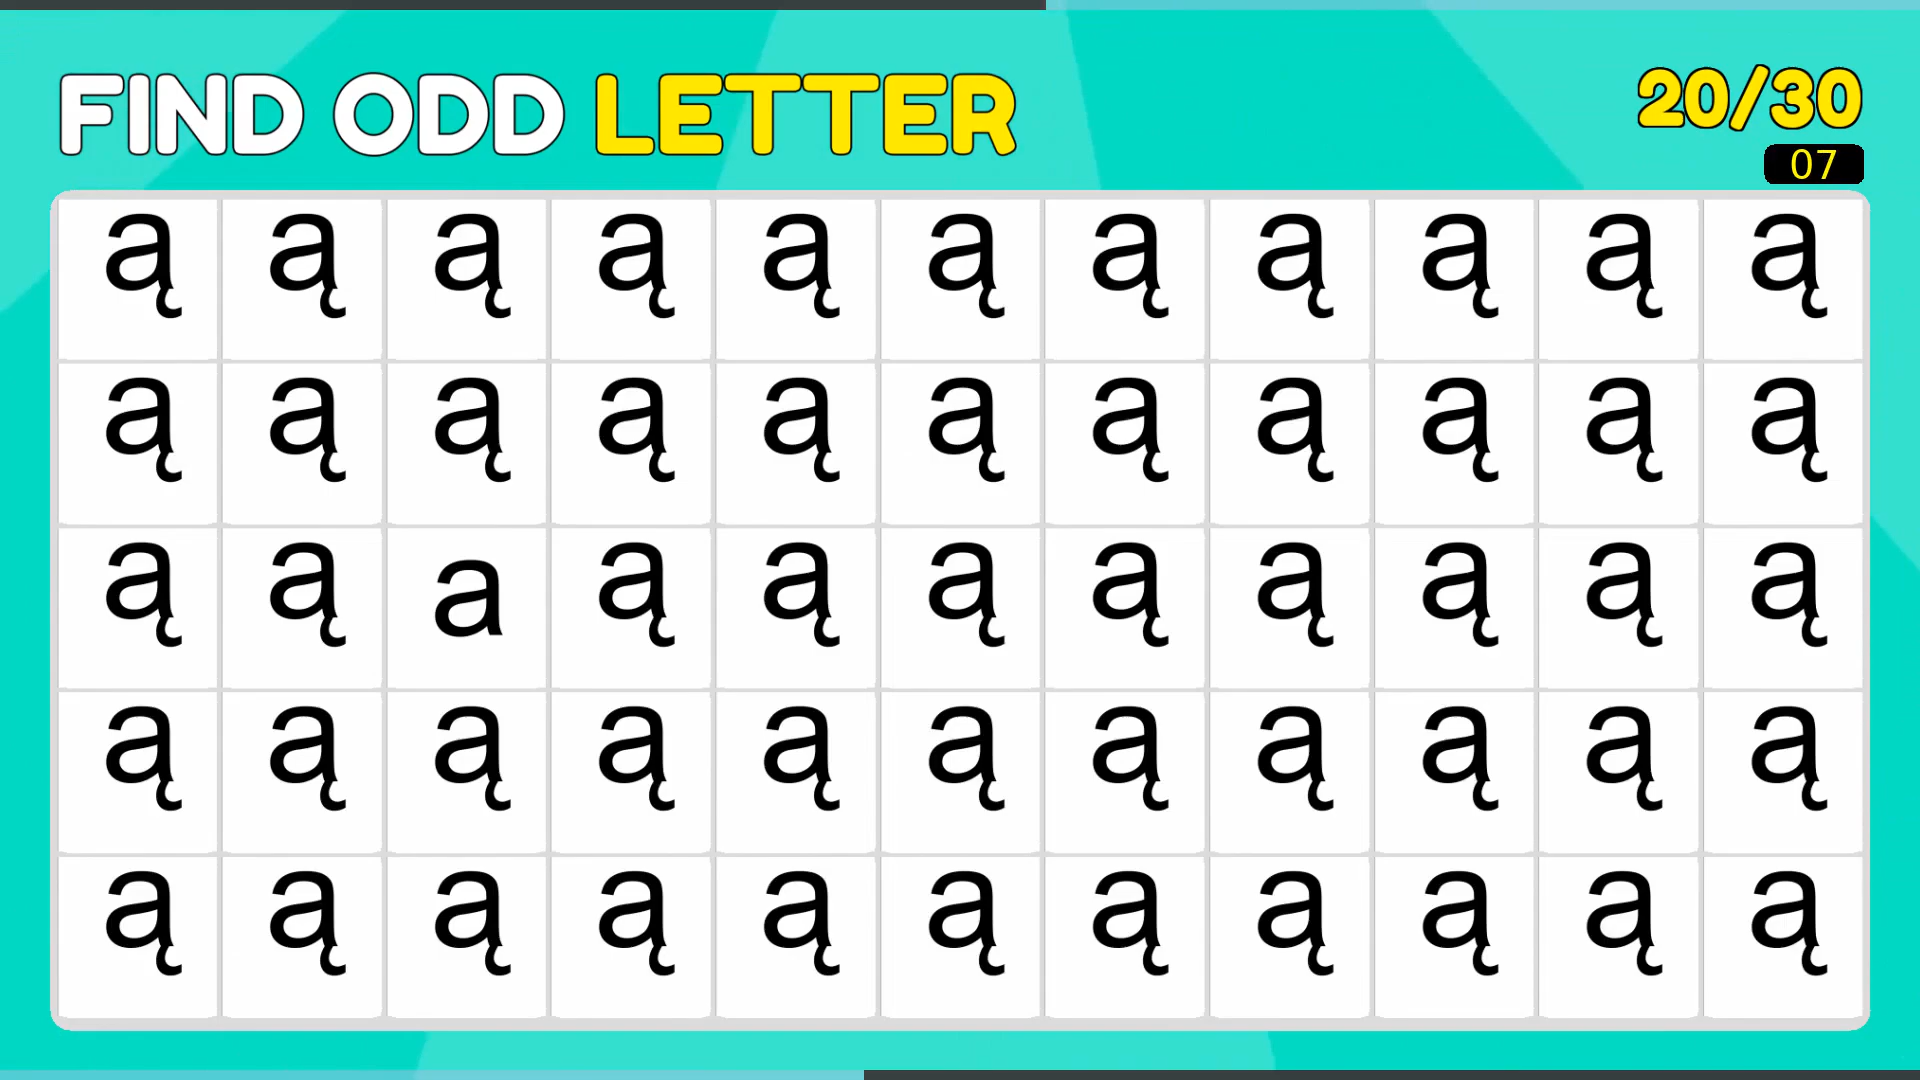 FIND ODD LETTER
20/30
07
ą ą ą ą ą ą ą ą ą ą ą
ą ą ą ą ą ą ą ą ą ą ą
ą ą a ą ą ą ą ą ą ą ą
ą ą ą ą ą ą ą ą ą ą ą
ą ą ą ą ą ą ą ą ą ą ą